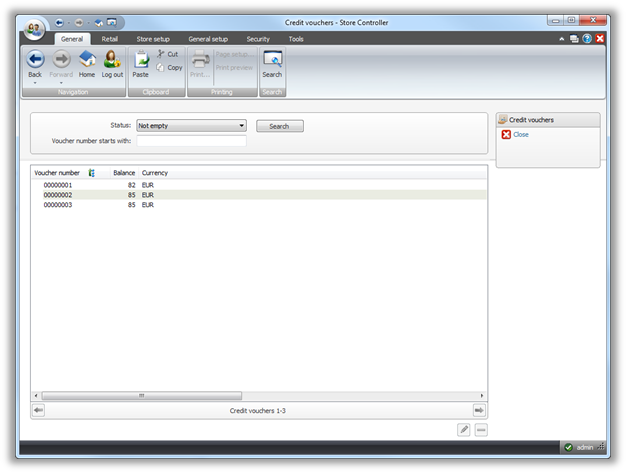 Credit vouchers - Store Controller
General Retail Store setup General setup Security Tools
Back Forward Home Log out Paste Cut Copy Print... Page setup... Print preview Search
Navigation Clipboard Printing Search
Status: Not empty Search
Voucher number starts with:
Credit vouchers
Close
Voucher number Balance Currency
00000001 82 EUR
00000002 85 EUR
00000003 85 EUR
Credit vouchers 1-3
admin